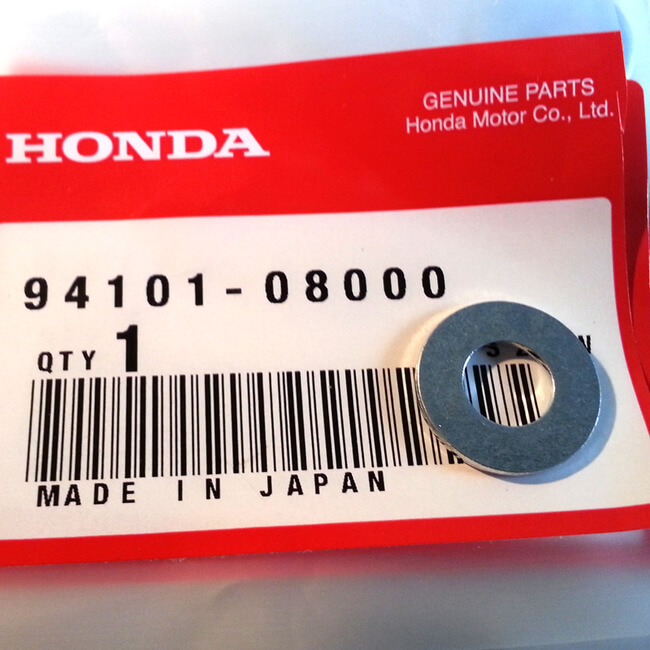 GENUINE PARTS
Honda Motor Co., Ltd.
HONDA
94101-08000
QTY 1
MADE IN JAPAN